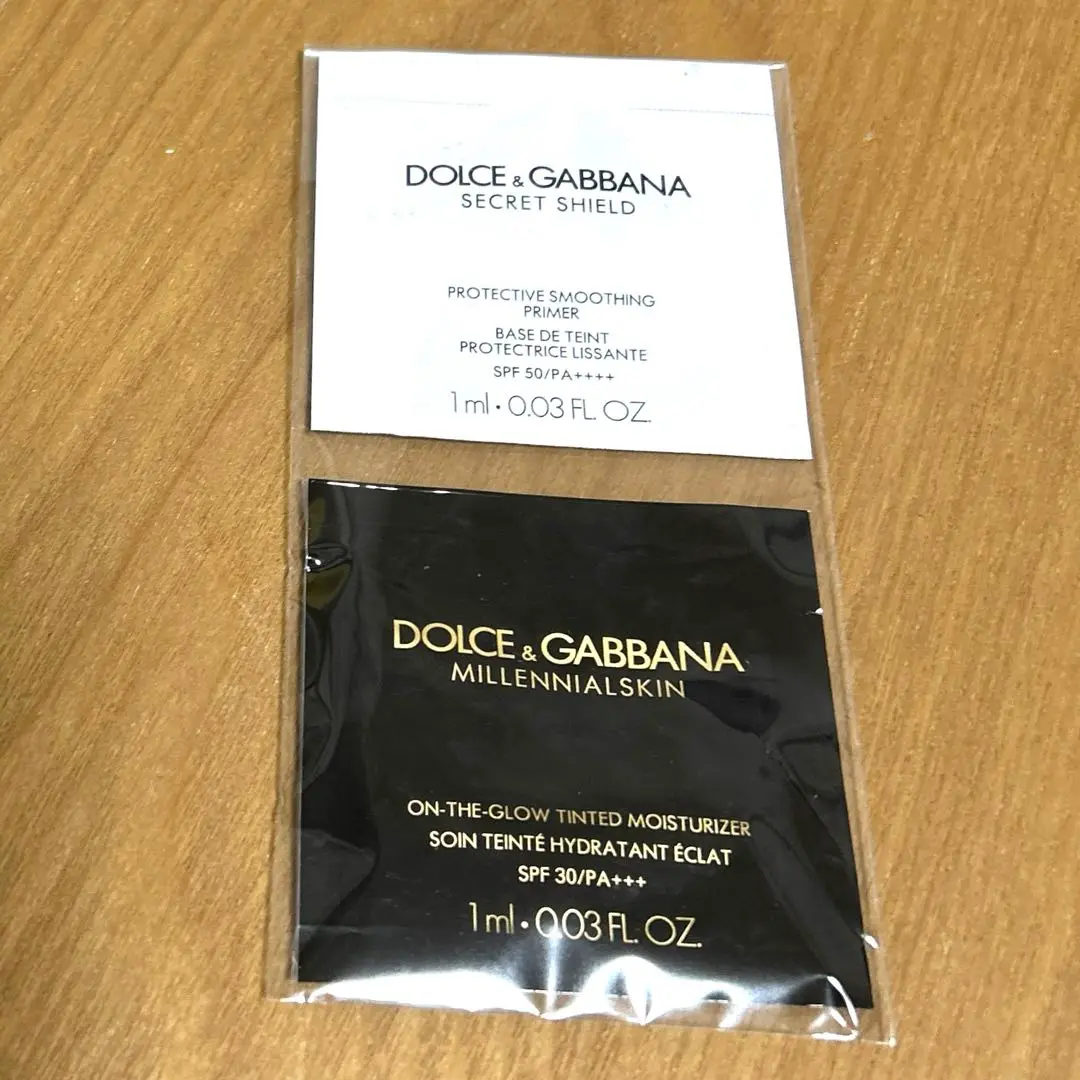 DOLCE & GABBANA
SECRET SHIELD
PROTECTIVE SMOOTHING
PRIMER
BASE DE TEINT
PROTECTRICE LISSANTE
SPF 50/PA++++
1 ml • 0.03 FL. OZ.
DOLCE & GABBANA
MILLENNIALSKIN
ON-THE-GLOW TINTED MOISTURIZER
SOIN TEINTÉ HYDRATANT ÉCLAT
SPF 30/PA+++
1 ml • 0.03 FL. OZ.